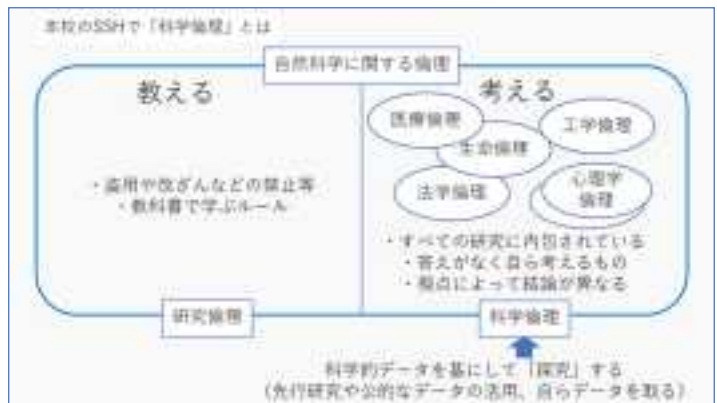 本校のSSHで「科学倫理」とは
自然科学に関する倫理
教える
・盗用や改ざんなどの禁止等
・教科書で学ぶルール
研究倫理
考える
医療倫理
生命倫理
工学倫理
法学倫理
心理学
倫理
・すべての研究に内包されている
・答えがなく自ら考えるもの
・視点によって結論が異なる
科学倫理
科学的データを基にして「探究」する
（先行研究や公的なデータの活用、自らデータを取る）